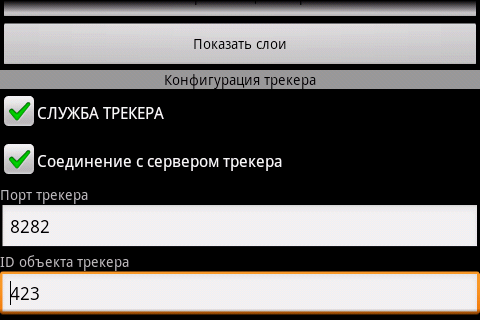 Показать слои
Конфигурация трекера
СЛУЖБА ТРЕКЕРА
Соединение с сервером трекера
Порт трекера
8282
ID объекта трекера
423